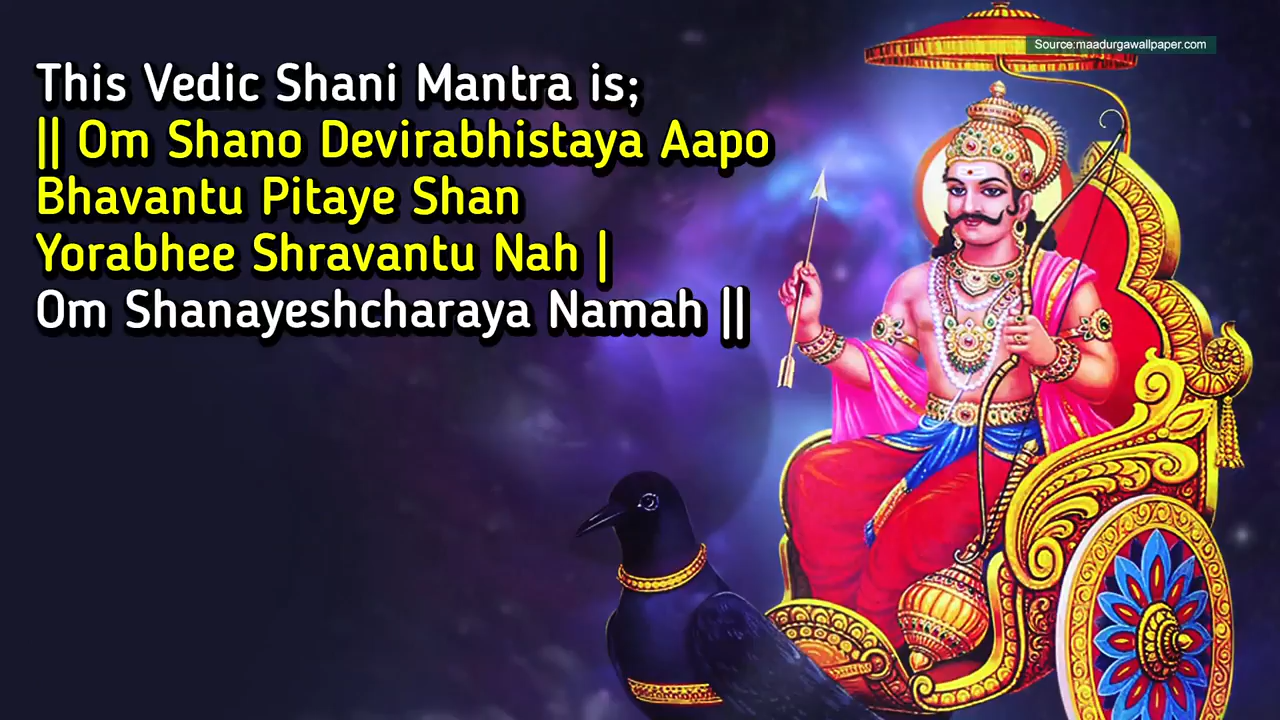 Source:maadurgawallpaper.com
This Vedic Shani Mantra is;
|| Om Shano Devirabhistaya Aapo
Bhavantu Pitaye Shan
Yorabhee Shravantu Nah |
Om Shanayeshcharaya Namah ||